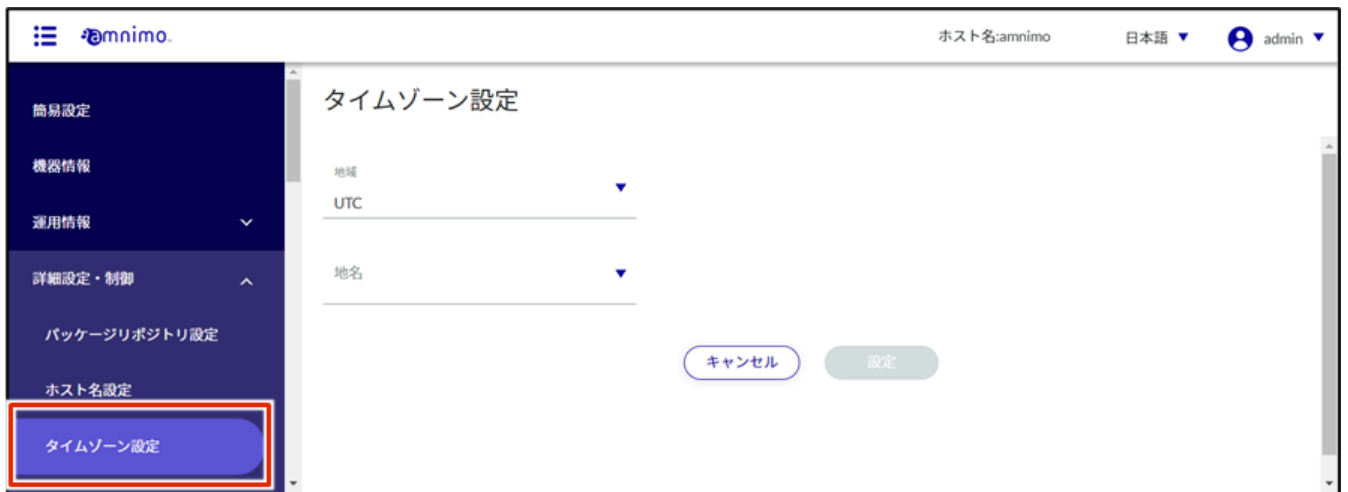 amnimo
ホスト名:amnimo
日本語
admin
簡易設定
機器情報
運用情報
詳細設定・制御
パッケージリポジトリ設定
ホスト名設定
タイムゾーン設定
タイムゾーン設定
地域
UTC
地名
キャンセル
設定